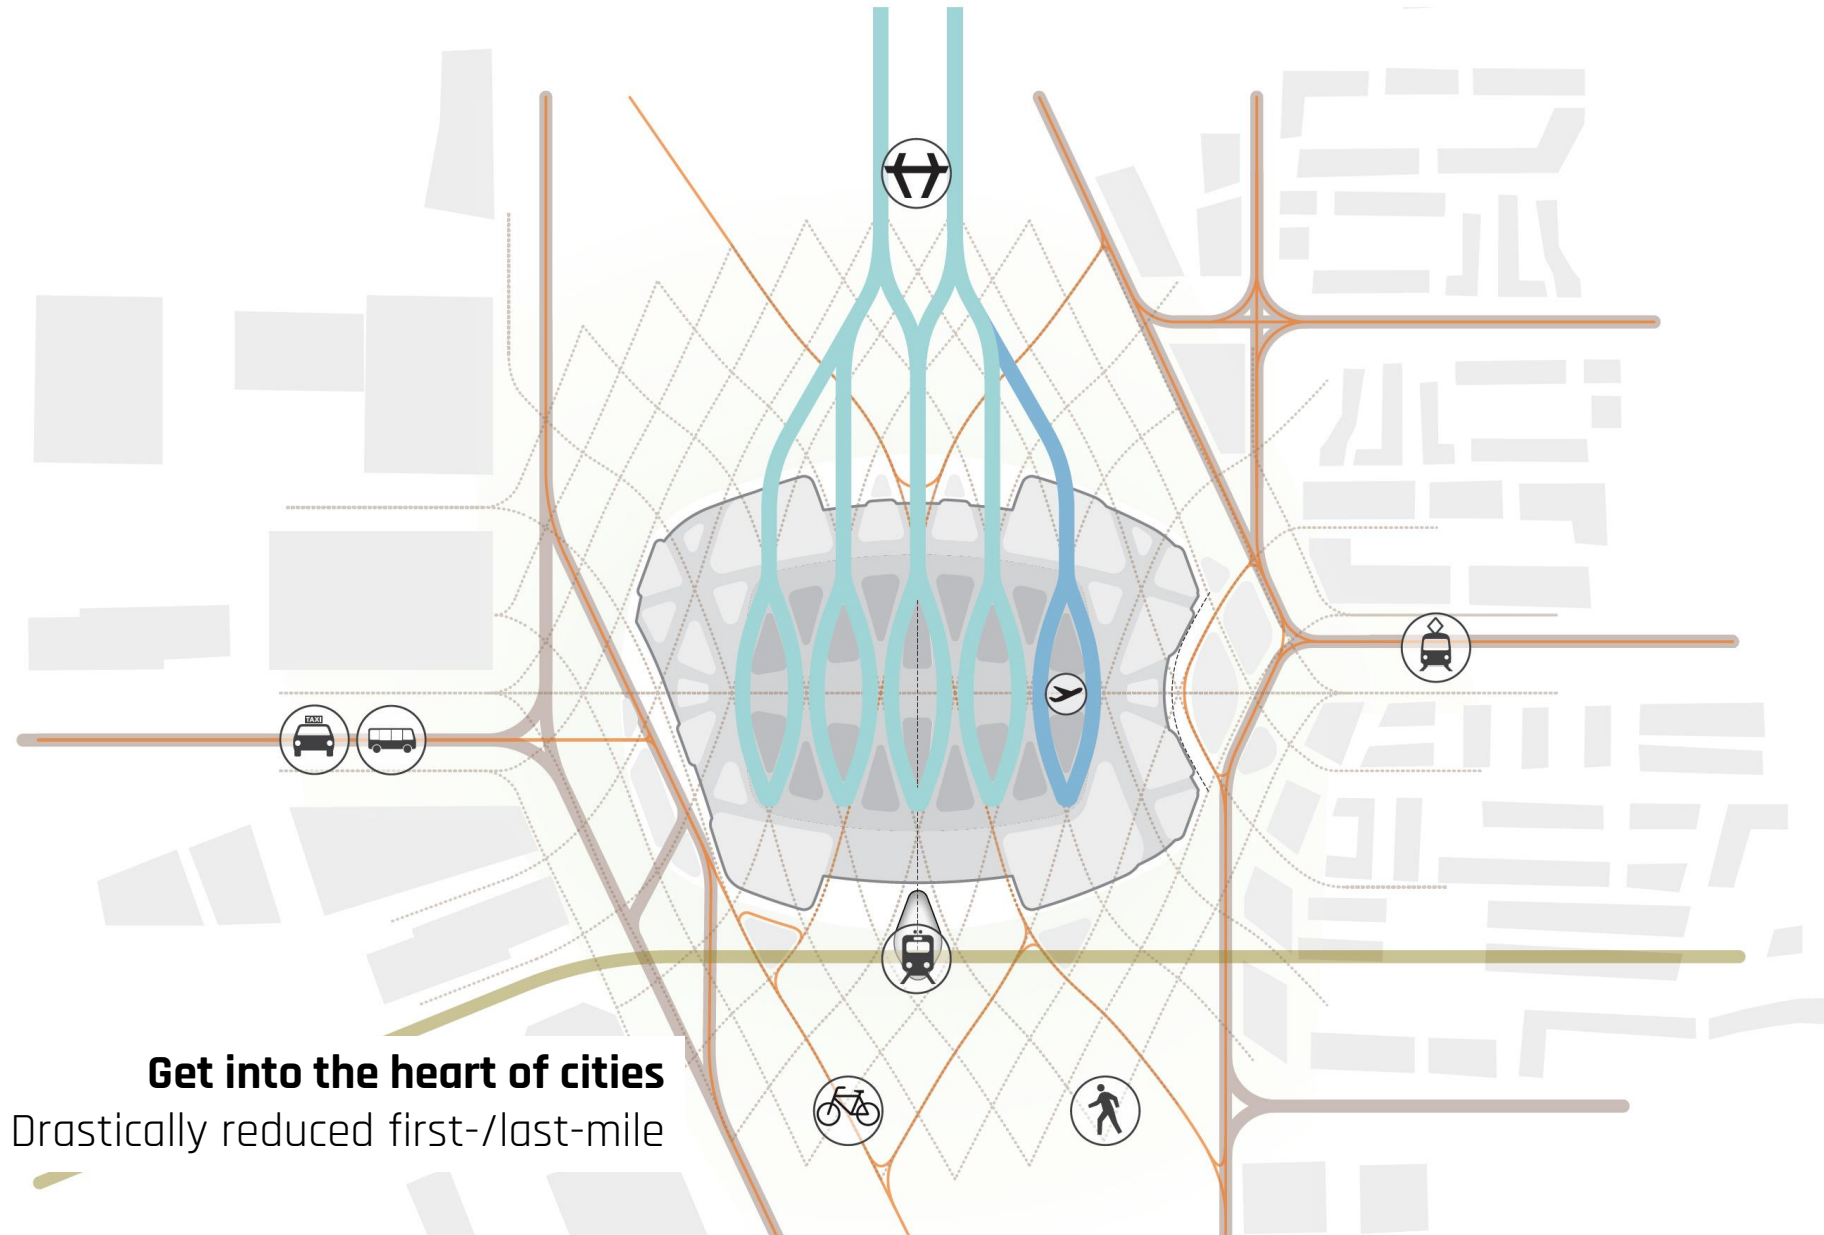 TAXI
Get into the heart of cities
Drastically reduced first-/last-mile